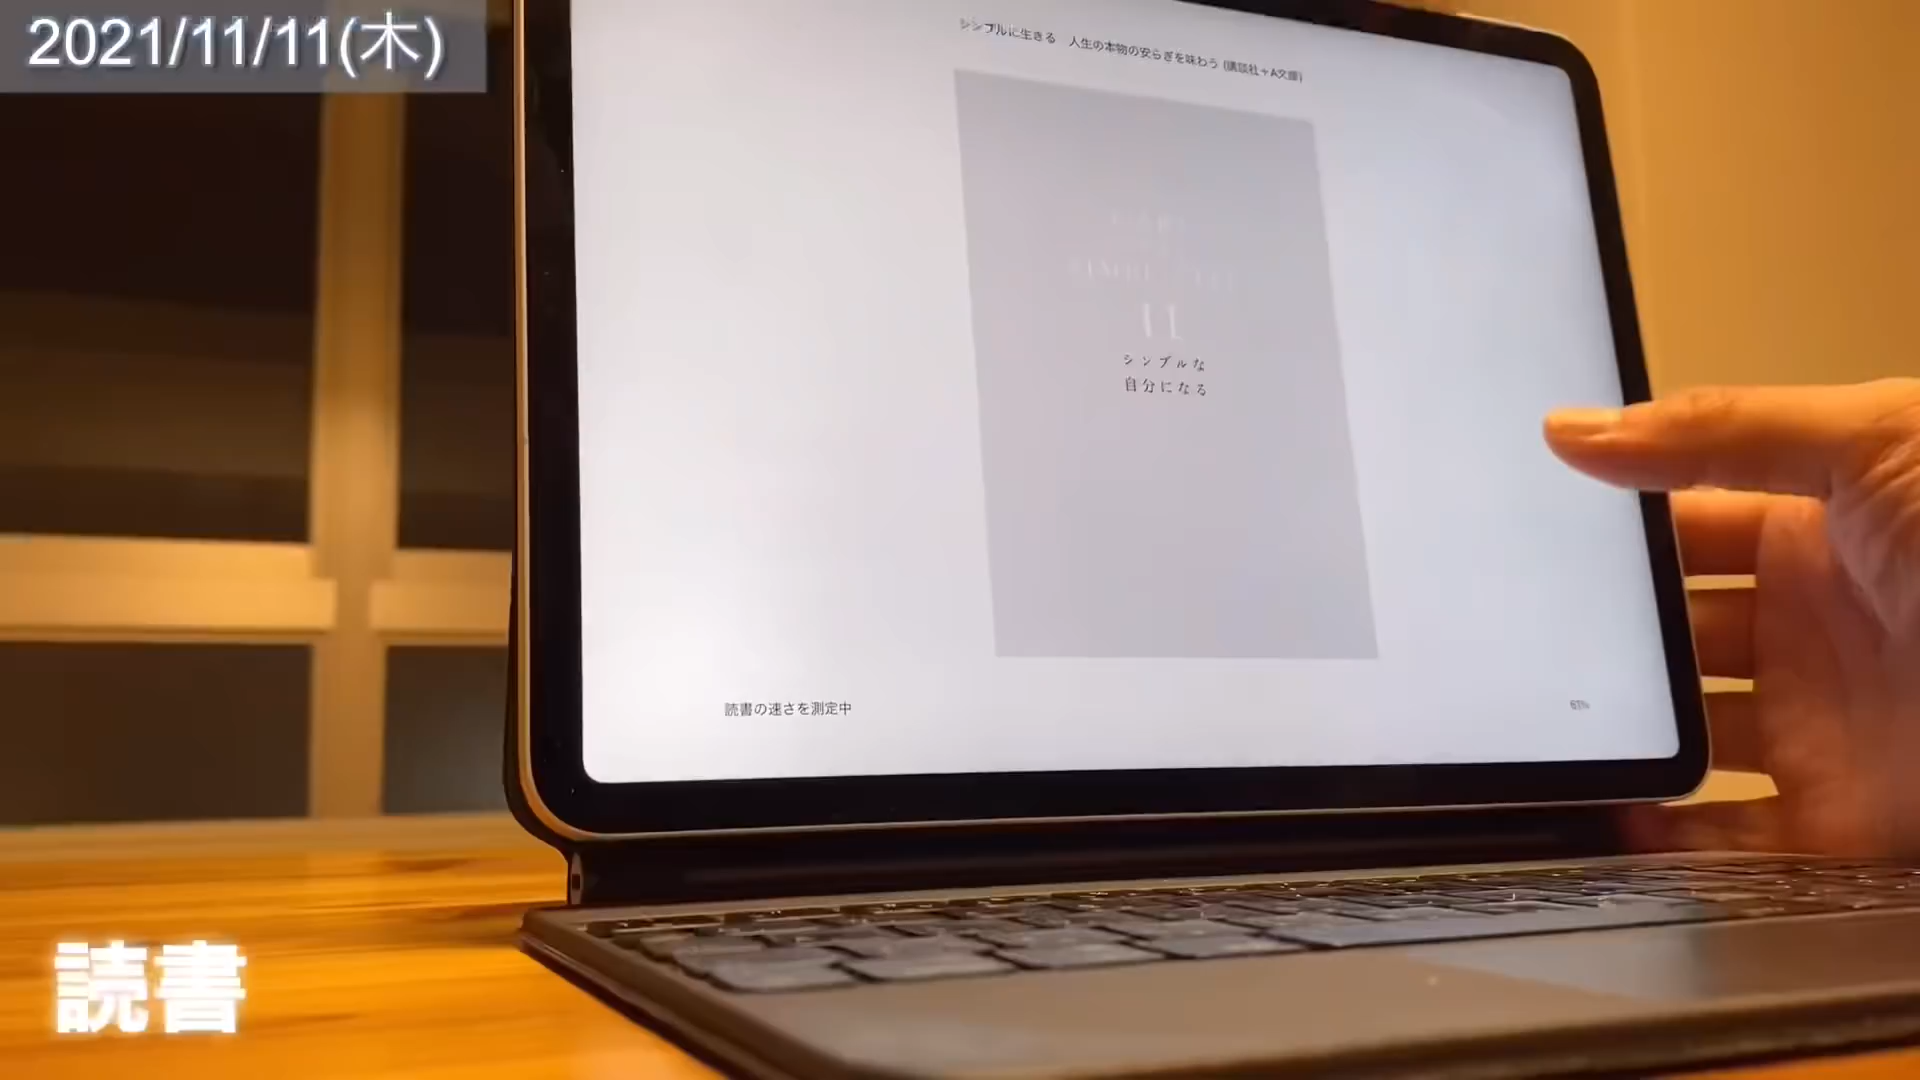 2021/11/11(木)
シンプルに生きる 人生の本物の安らぎを味わう (講談社+α文庫)
シンプルな
自分になる
読書の速さを測定中
61%
読書